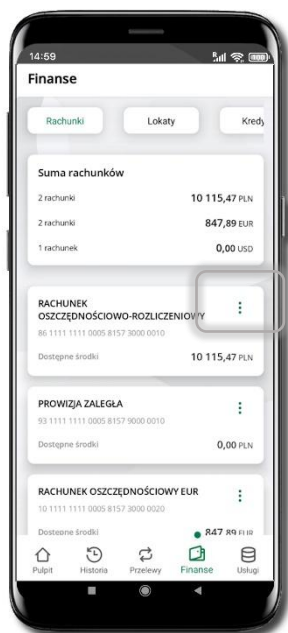 14:59
Finanse
Rachunki Lokaty Kredy
Suma rachunków
2 rachunki 10 115,47 PLN
2 rachunki 847,89 EUR
1 rachunek 0,00 USD
RACHUNEK
OSZCZĘDNOŚCIOWO-ROZLICZENIOWY
86 1111 1111 0005 8157 3000 0010
Dostępne środki 10 115,47 PLN
PROWIZJA ZALEGŁA
93 1111 1111 0005 8157 9000 0010
Dostępne środki 0,00 PLN
RACHUNEK OSZCZĘDNOŚCIOWY EUR
10 1111 1111 0005 8157 3000 0020
Dostępne środki 847,89 EUR
Pulpit Historia Przelewy Finanse Usługi